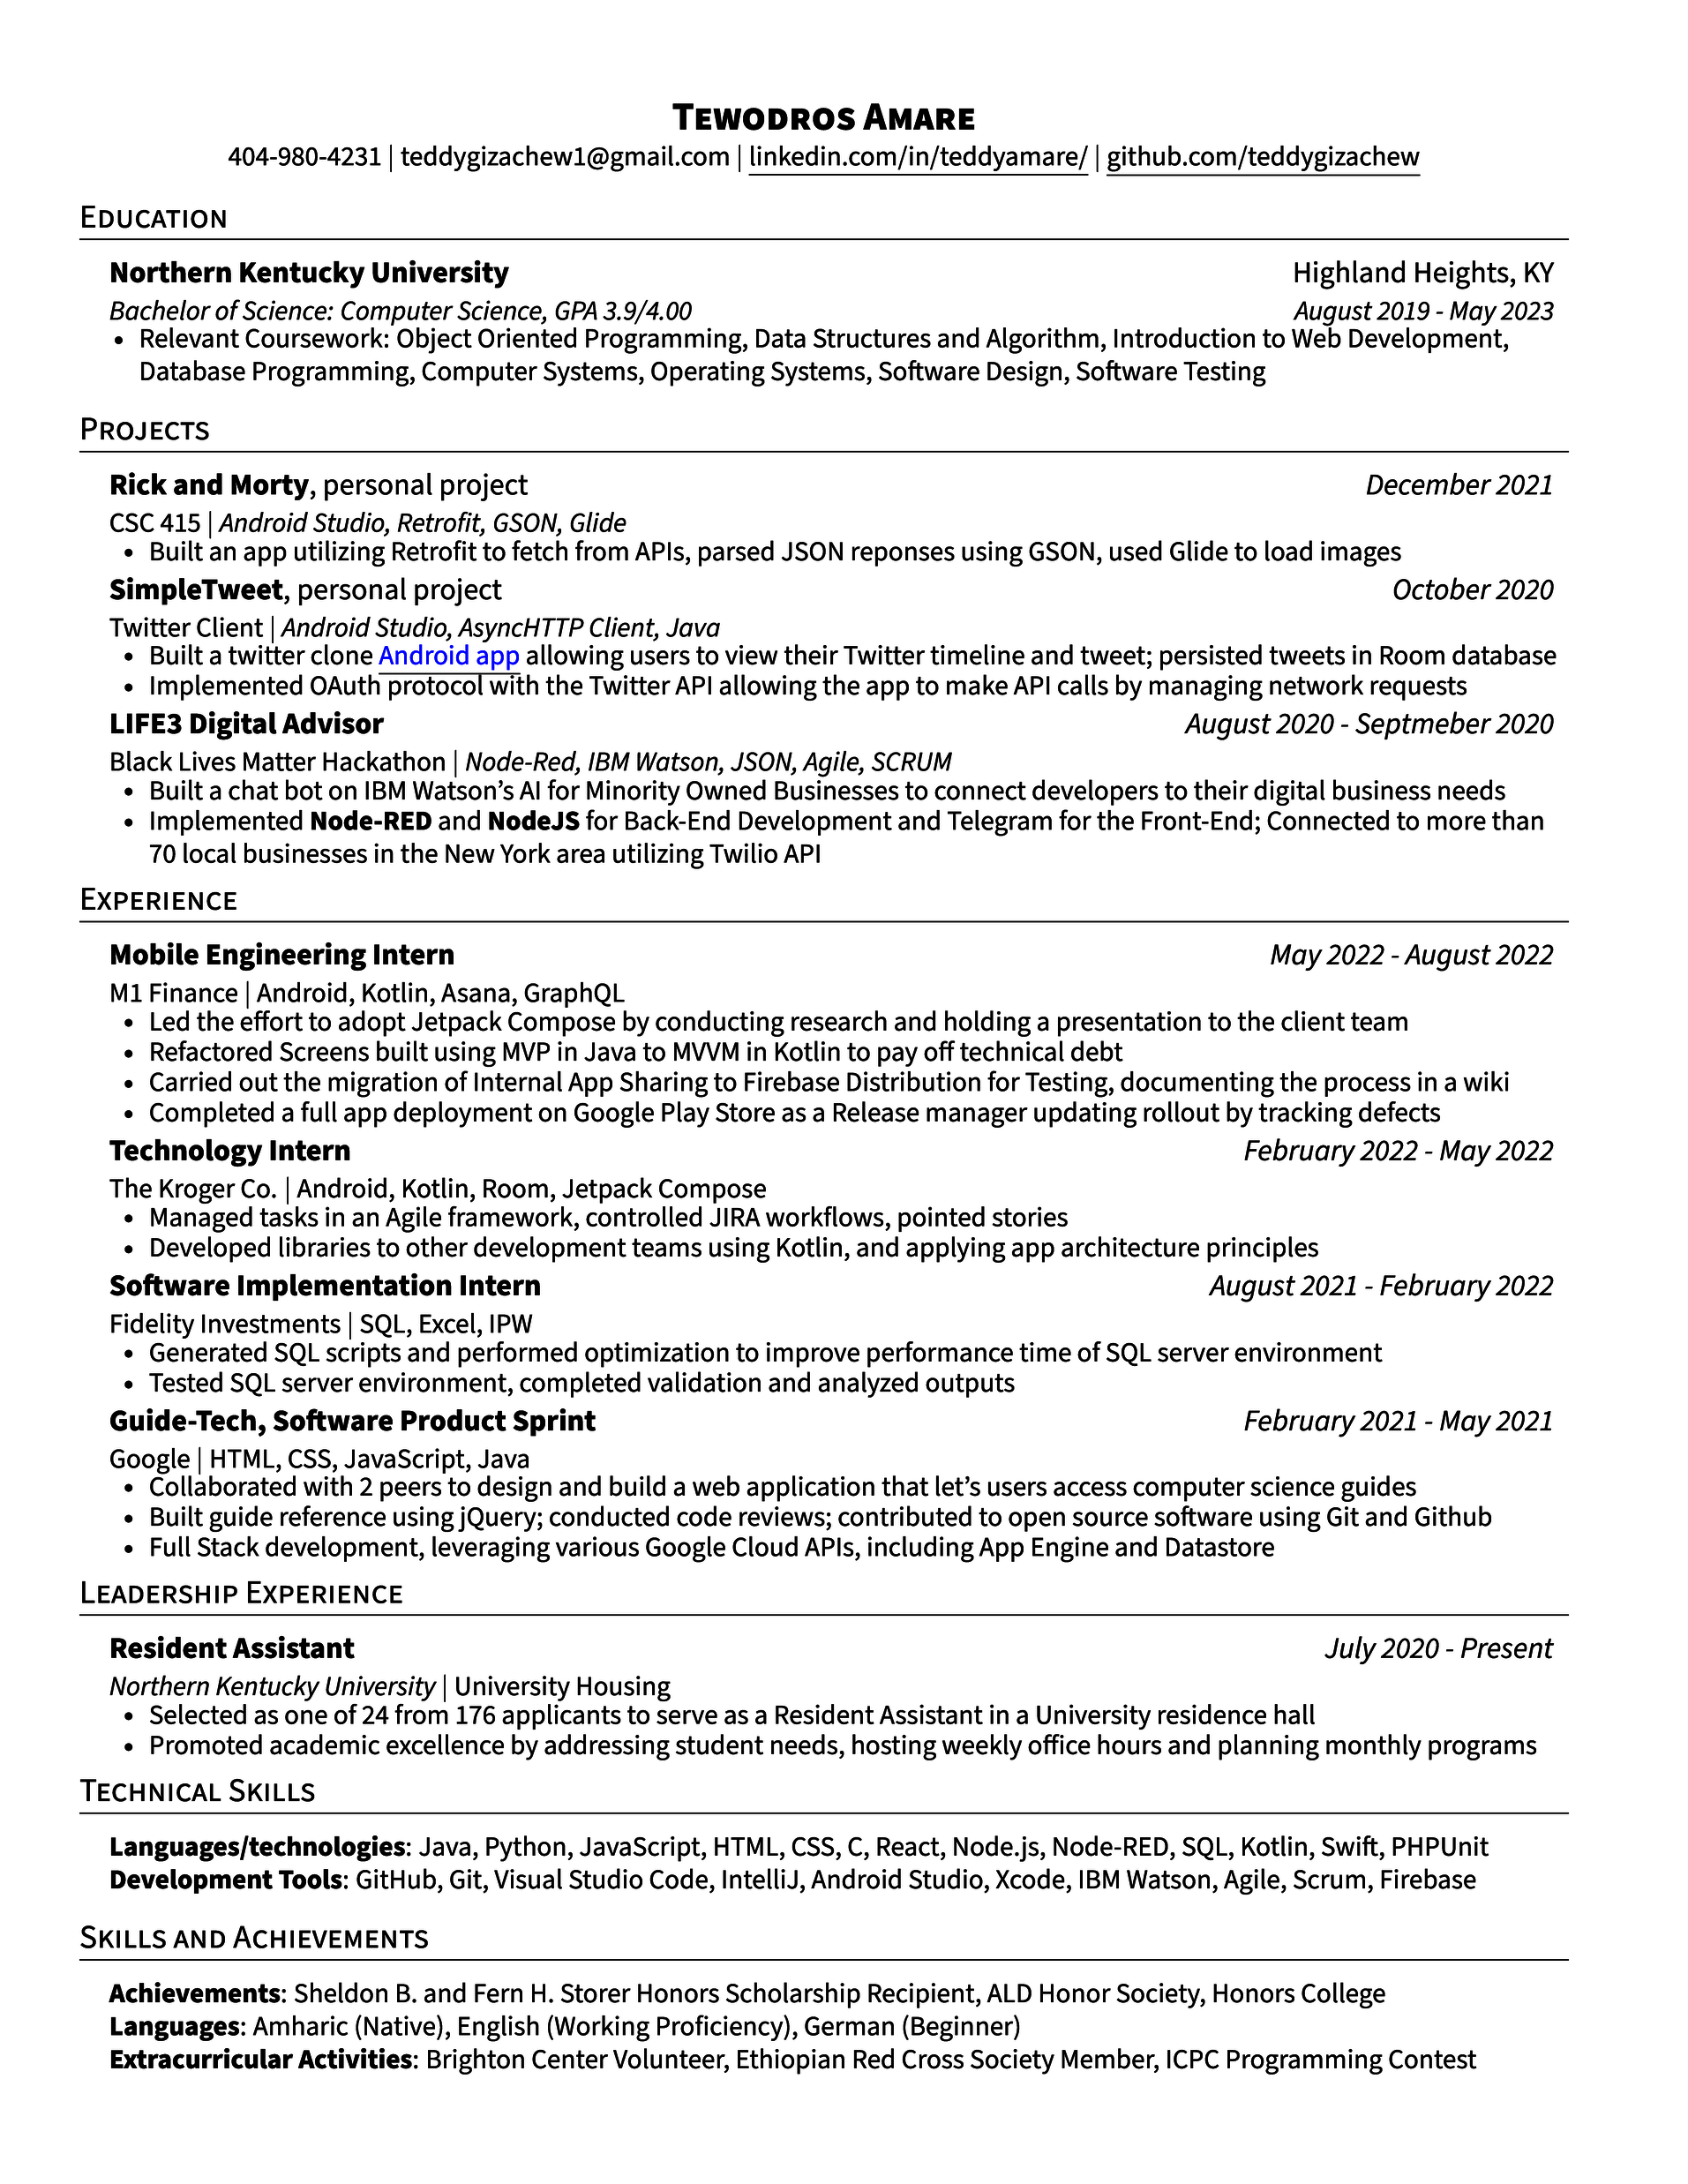 Tewodros Amare
404-980-4231 | teddygizachew1@gmail.com | linkedin.com/in/teddyamare/ | github.com/teddygizachew
Education
Northern Kentucky University Highland Heights, KY
Bachelor of Science: Computer Science, GPA 3.9/4.00 August 2019 - May 2023
• Relevant Coursework: Object Oriented Programming, Data Structures and Algorithm, Introduction to Web Development,
Database Programming, Computer Systems, Operating Systems, Software Design, Software Testing
Projects
Rick and Morty, personal project December 2021
CSC 415 | Android Studio, Retrofit, GSON, Glide
• Built an app utilizing Retrofit to fetch from APIs, parsed JSON reponses using GSON, used Glide to load images
SimpleTweet, personal project October 2020
Twitter Client | Android Studio, AsyncHTTP Client, Java
• Built a twitter clone Android app allowing users to view their Twitter timeline and tweet; persisted tweets in Room database
• Implemented OAuth protocol with the Twitter API allowing the app to make API calls by managing network requests
LIFE3 Digital Advisor August 2020 - Septmeber 2020
Black Lives Matter Hackathon | Node-Red, IBM Watson, JSON, Agile, SCRUM
• Built a chat bot on IBM Watson's AI for Minority Owned Businesses to connect developers to their digital business needs
• Implemented Node-RED and NodeJS for Back-End Development and Telegram for the Front-End; Connected to more than
70 local businesses in the New York area utilizing Twilio API
Experience
Mobile Engineering Intern May 2022 - August 2022
M1 Finance | Android, Kotlin, Asana, GraphQL
• Led the effort to adopt Jetpack Compose by conducting research and holding a presentation to the client team
• Refactored Screens built using MVP in Java to MVVM in Kotlin to pay off technical debt
• Carried out the migration of Internal App Sharing to Firebase Distribution for Testing, documenting the process in a wiki
• Completed a full app deployment on Google Play Store as a Release manager updating rollout by tracking defects
Technology Intern February 2022 - May 2022
The Kroger Co. | Android, Kotlin, Room, Jetpack Compose
• Managed tasks in an Agile framework, controlled JIRA workflows, pointed stories
• Developed libraries to other development teams using Kotlin, and applying app architecture principles
Software Implementation Intern August 2021 - February 2022
Fidelity Investments | SQL, Excel, IPW
• Generated SQL scripts and performed optimization to improve performance time of SQL server environment
• Tested SQL server environment, completed validation and analyzed outputs
Guide-Tech, Software Product Sprint February 2021 - May 2021
Google | HTML, CSS, JavaScript, Java
• Collaborated with 2 peers to design and build a web application that let's users access computer science guides
• Built guide reference using jQuery; conducted code reviews; contributed to open source software using Git and Github
• Full Stack development, leveraging various Google Cloud APIs, including App Engine and Datastore
Leadership Experience
Resident Assistant July 2020 - Present
Northern Kentucky University | University Housing
• Selected as one of 24 from 176 applicants to serve as a Resident Assistant in a University residence hall
• Promoted academic excellence by addressing student needs, hosting weekly office hours and planning monthly programs
Technical Skills
Languages/technologies: Java, Python, JavaScript, HTML, CSS, C, React, Node.js, Node-RED, SQL, Kotlin, Swift, PHPUnit
Development Tools: GitHub, Git, Visual Studio Code, IntelliJ, Android Studio, Xcode, IBM Watson, Agile, Scrum, Firebase
Skills and Achievements
Achievements: Sheldon B. and Fern H. Storer Honors Scholarship Recipient, ALD Honor Society, Honors College
Languages: Amharic (Native), English (Working Proficiency), German (Beginner)
Extracurricular Activities: Brighton Center Volunteer, Ethiopian Red Cross Society Member, ICPC Programming Contest